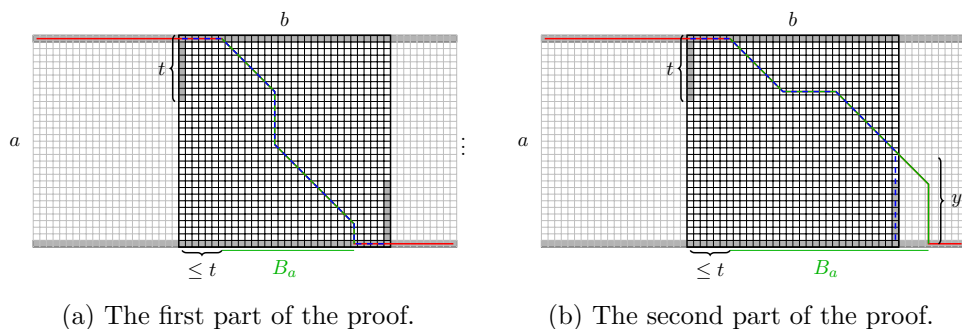 b
b
t
t
a
⋮
a
y
≤ t
B_a
≤ t
B_a
(a) The first part of the proof.
(b) The second part of the proof.